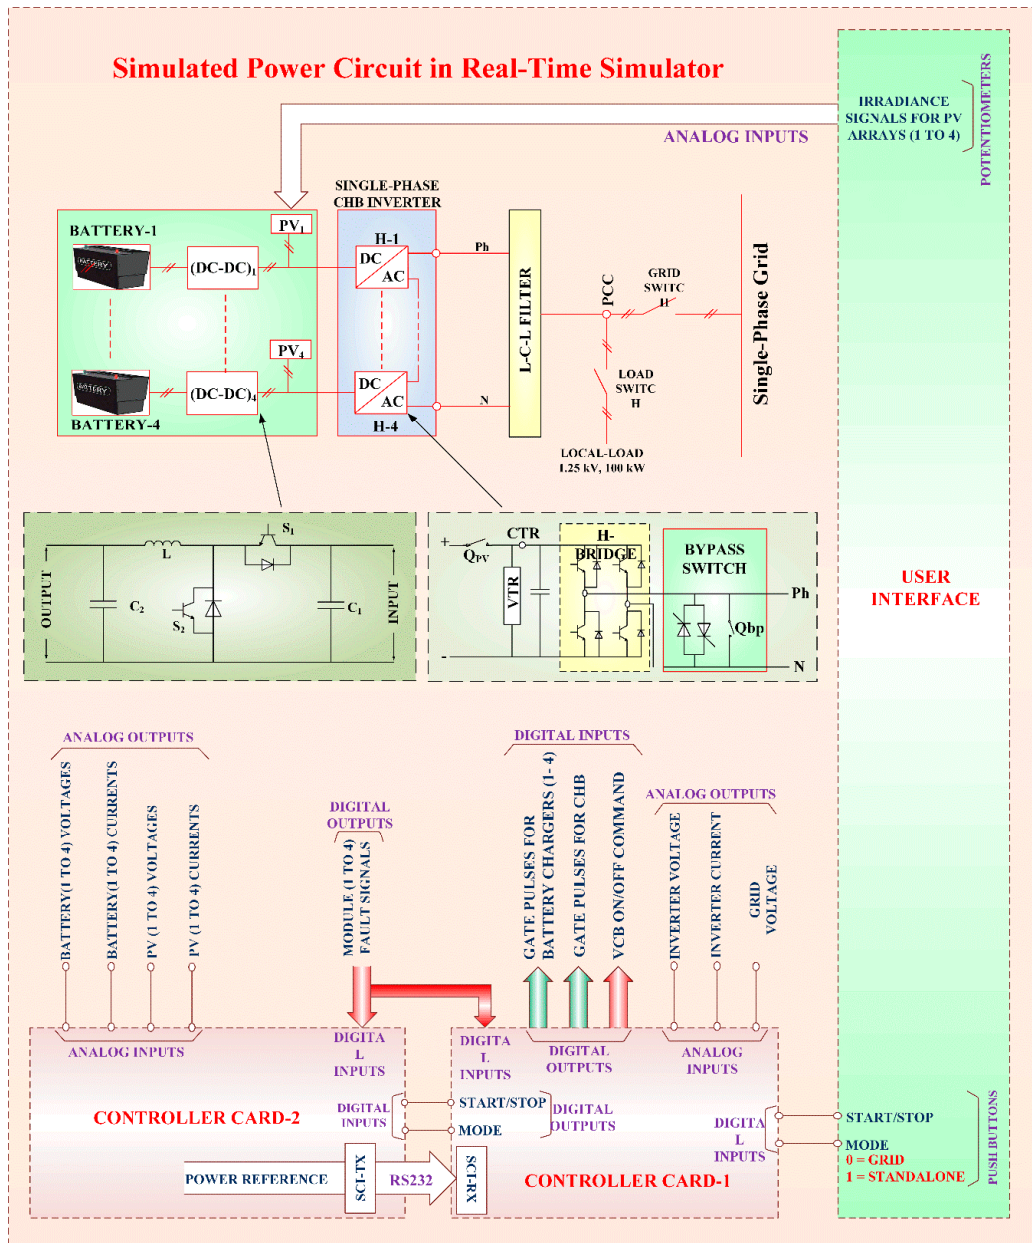 Simulated Power Circuit in Real-Time Simulator
IRRADIANCE
SIGNALS FOR PV
ARRAYS (1 TO 4)
POTENTIOMETERS
ANALOG INPUTS
SINGLE-PHASE
CHB INVERTER
BATTERY-1
PV1
(DC-DC)1
H-1
DC
AC
Ph
L-C-L FILTER
PCC
GRID
SWITC
H
Single-Phase Grid
PV4
(DC-DC)4
BATTERY-4
DC
AC
H-4
N
LOAD
SWITC
H
LOCAL-LOAD
1.25 kV, 100 kW
OUTPUT
C2
L
S1
S2
C1
INPUT
+
QPV
CTR
VTR
-
H-
BRIDGE
BYPASS
SWITCH
Qbp
Ph
N
USER
INTERFACE
ANALOG OUTPUTS
BATTERY(1 TO 4) VOLTAGES
BATTERY(1 TO 4) CURRENTS
PV (1 TO 4) VOLTAGES
PV (1 TO 4) CURRENTS
DIGITAL
OUTPUTS
MODULE (1 TO 4)
FAULT SIGNALS
DIGITAL INPUTS
GATE PULSES FOR
BATTERY CHARGERS (1- 4)
GATE PULSES FOR CHB
VCB ON/OFF COMMAND
ANALOG OUTPUTS
INVERTER VOLTAGE
INVERTER CURRENT
GRID
VOLTAGE
ANALOG INPUTS
DIGITA
L
INPUTS
DIGITA
L
INPUTS
DIGITAL
OUTPUTS
ANALOG
INPUTS
CONTROLLER CARD-2
DIGITAL
INPUTS
START/STOP
MODE
DIGITAL
OUTPUTS
DIGITA
L
INPUTS
START/STOP
MODE
0 = GRID
1 = STANDALONE
PUSH BUTTONS
POWER REFERENCE
SCI-TX
RS232
SCI-RX
CONTROLLER CARD-1